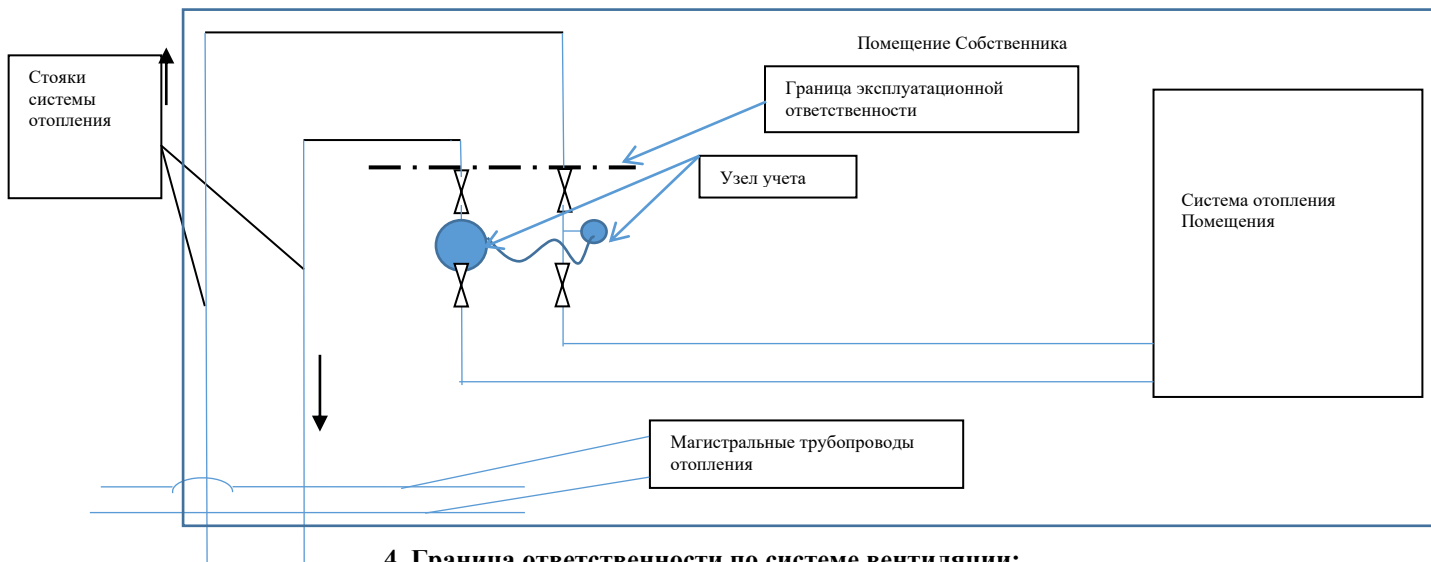 Помещение Собственника
Стояки
системы
отопления
Граница эксплуатационной
ответственности
Узел учета
Система отопления
Помещения
Магистральные трубопроводы
отопления
4. Граница ответственности по системе вентиляции: